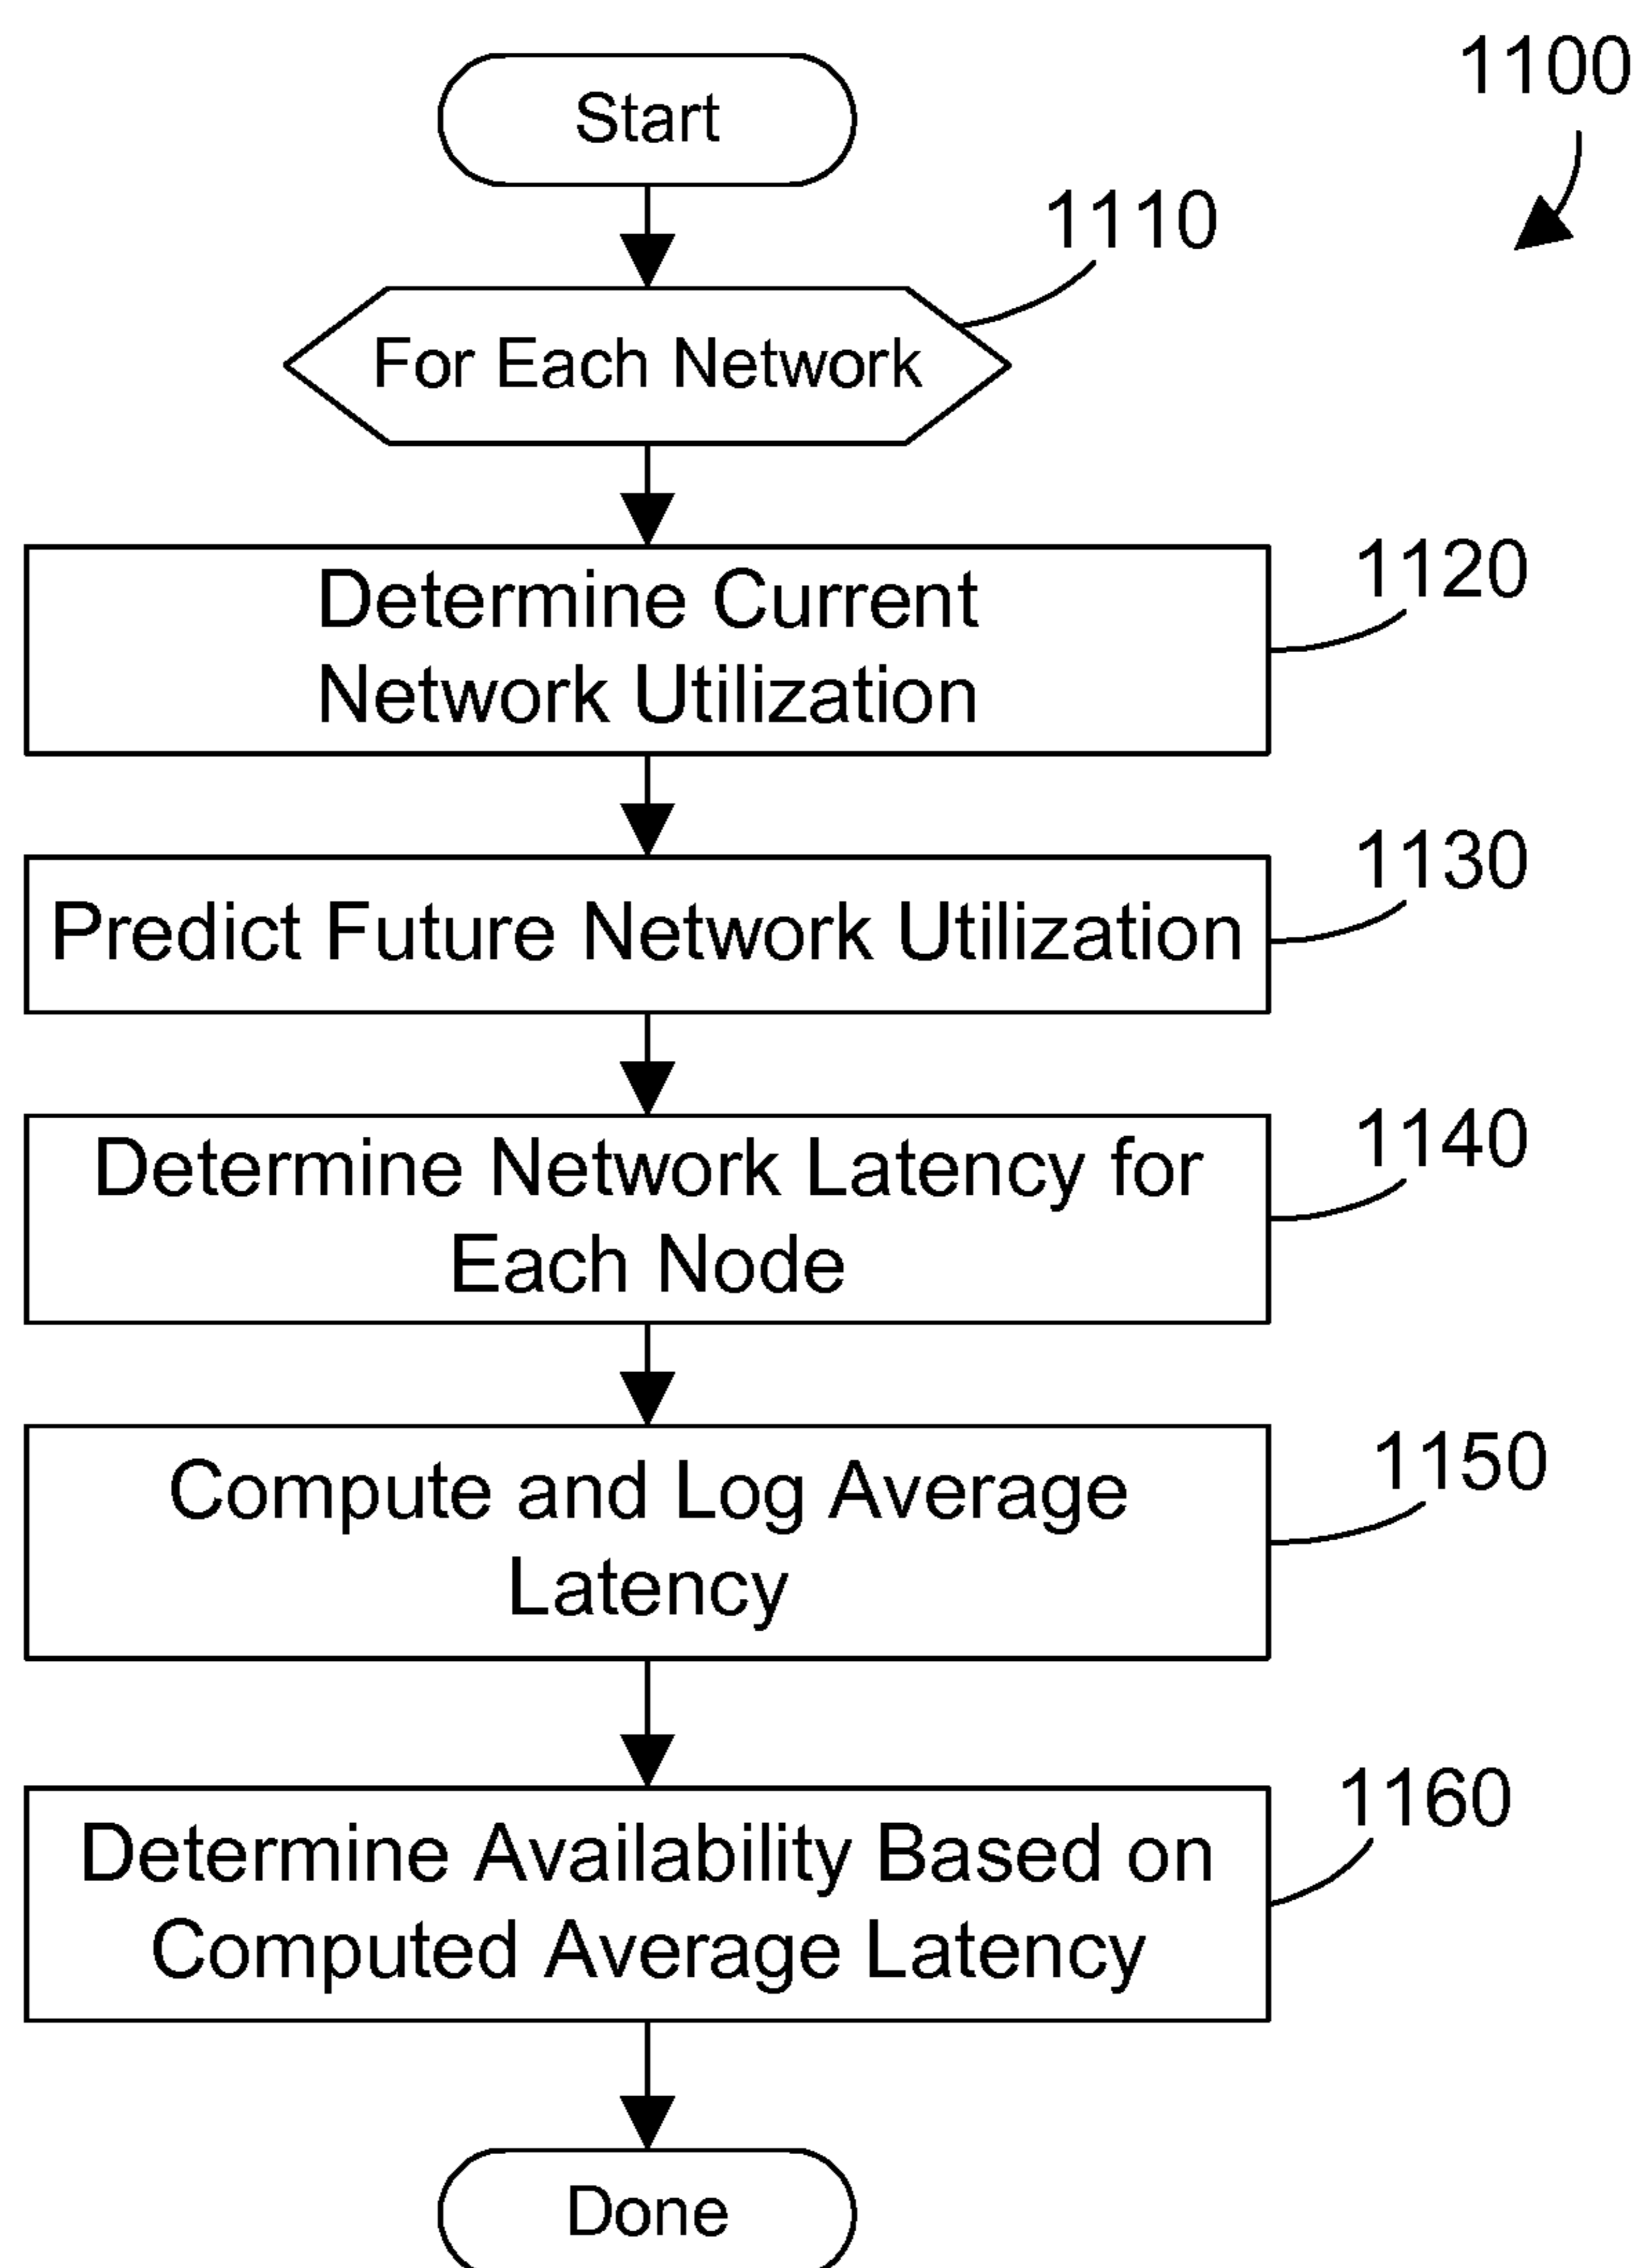 1100
Start
1110
For Each Network
1120
Determine Current
Network Utilization
1130
Predict Future Network Utilization
1140
Determine Network Latency for
Each Node
1150
Compute and Log Average
Latency
1160
Determine Availability Based on
Computed Average Latency
Done